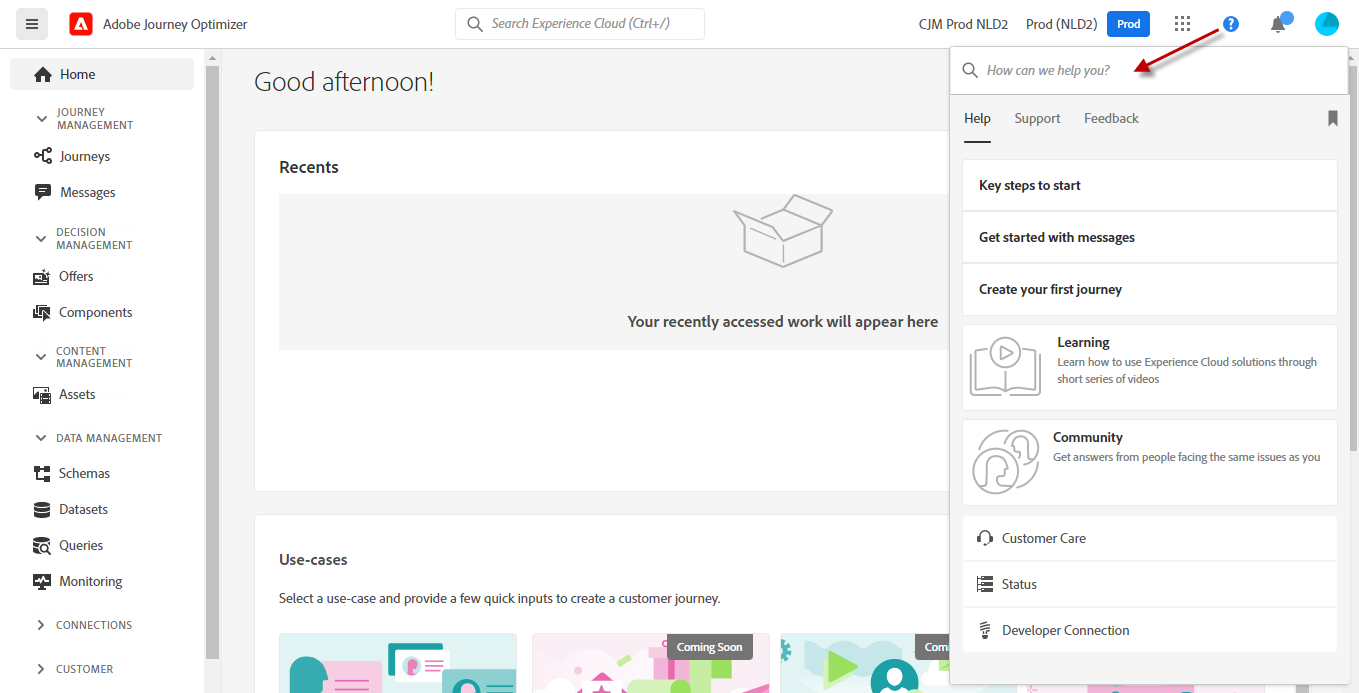 Adobe Journey Optimizer
Search Experience Cloud (Ctrl+/)
CJM Prod NLD2
Prod (NLD2)
Prod
?
Home
JOURNEY
MANAGEMENT
Journeys
Messages
DECISION
MANAGEMENT
Offers
Components
CONTENT
MANAGEMENT
Assets
DATA MANAGEMENT
Schemas
Datasets
Queries
Monitoring
CONNECTIONS
CUSTOMER
Good afternoon!
Recents
Your recently accessed work will appear here
Use-cases
Select a use-case and provide a few quick inputs to create a customer journey.
Coming Soon
Com
How can we help you?
Help
Support
Feedback
Key steps to start
Get started with messages
Create your first journey
Learning
Learn how to use Experience Cloud solutions through
short series of videos
Community
Get answers from people facing the same issues as you
Customer Care
Status
Developer Connection